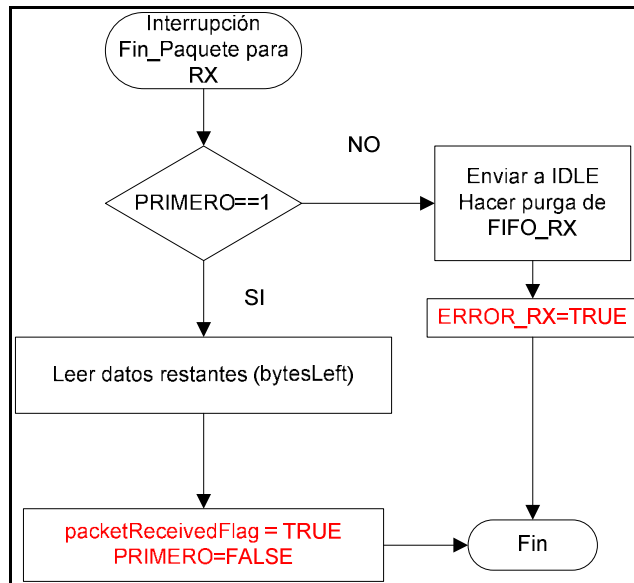 Interrupción
Fin_Paquete para
RX
NO
PRIMERO==1
Enviar a IDLE
Hacer purga de
FIFO_RX
SI
ERROR_RX=TRUE
Leer datos restantes (bytesLeft)
packetReceivedFlag = TRUE
PRIMERO=FALSE
Fin